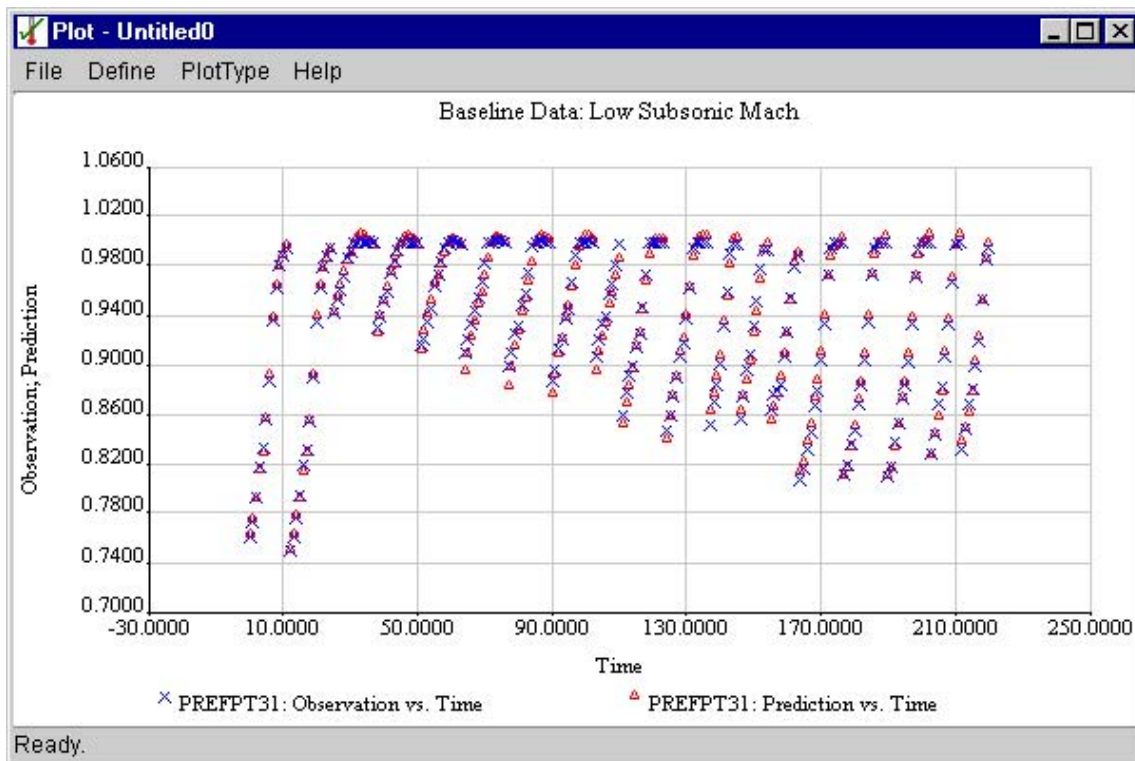 Plot - Untitled0
File Define PlotType Help
Baseline Data: Low Subsonic Mach
1.0600
1.0200
0.9800
0.9400
0.9000
0.8600
0.8200
0.7800
0.7400
0.7000
Observation; Prediction
-30.0000 10.0000 50.0000 90.0000 130.0000 170.0000 210.0000 250.0000
Time
PREFPT31: Observation vs. Time PREFPT31: Prediction vs. Time
Ready.